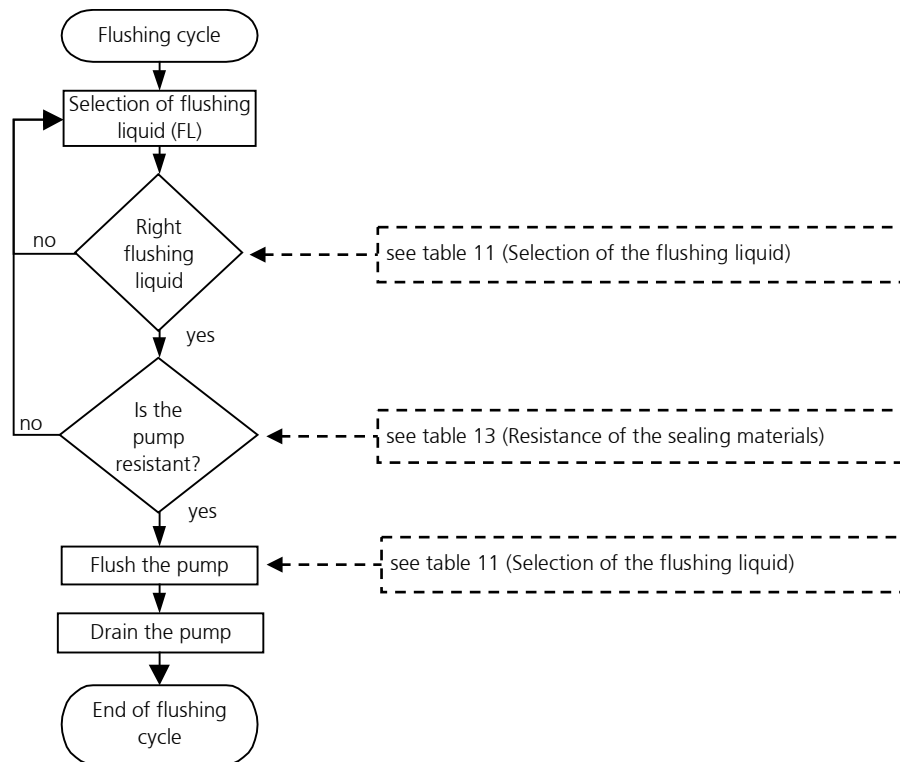 Flushing cycle
Selection of flushing
liquid (FL)
Right
flushing
liquid
no
see table 11 (Selection of the flushing liquid)
yes
Is the
pump
resistant?
no
see table 13 (Resistance of the sealing materials)
yes
Flush the pump
see table 11 (Selection of the flushing liquid)
Drain the pump
End of flushing
cycle